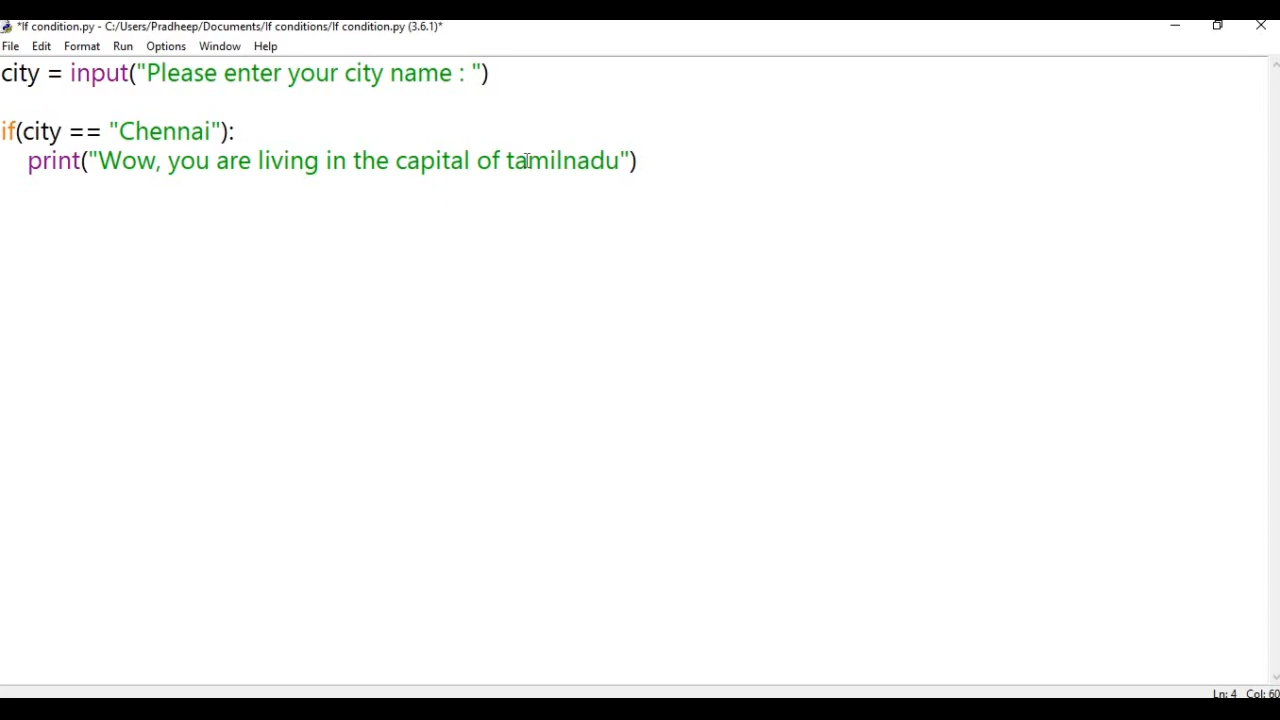 *If condition.py - C:/Users/Pradheep/Documents/If conditions/If condition.py (3.6.1)*
File Edit Format Run Options Window Help
city = input("Please enter your city name : ")
if(city == "Chennai"):
print("Wow, you are living in the capital of tamilnadu")
Ln: 4 Col: 60